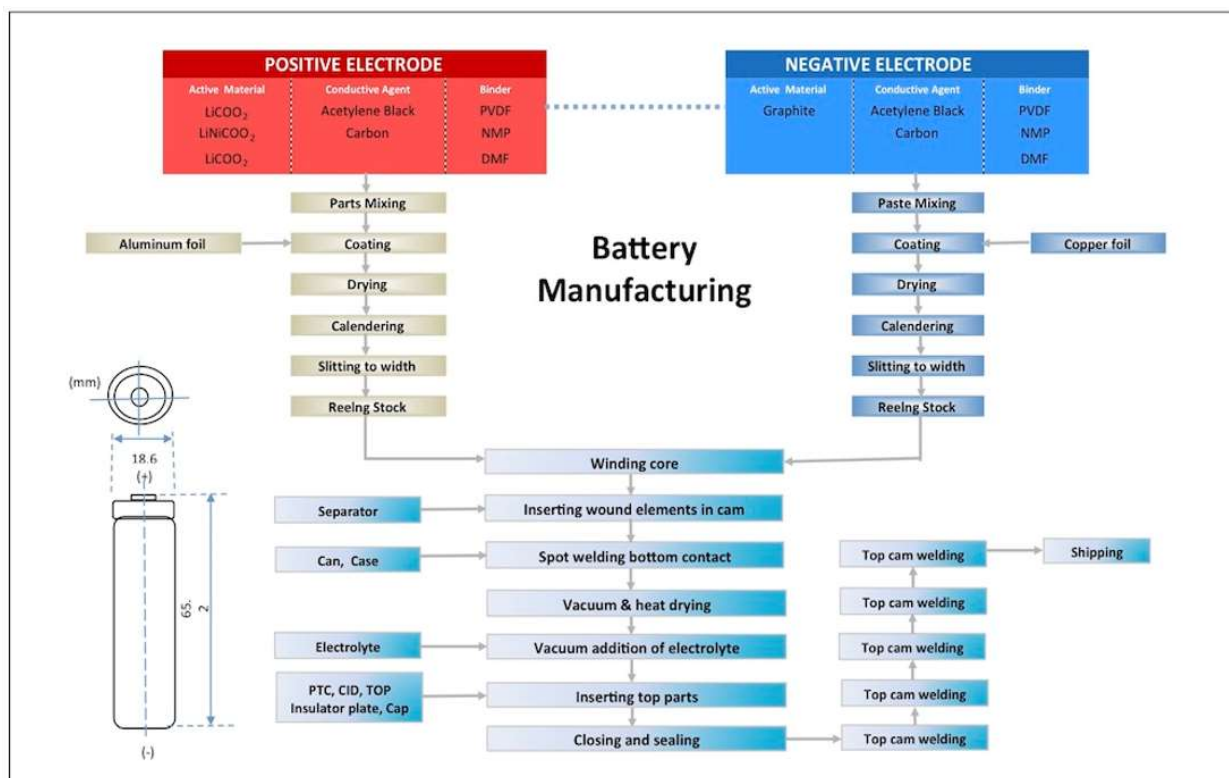 POSITIVE ELECTRODE
Active Material Conductive Agent Binder
LiCOO₂ Acetylene Black PVDF
LiNiCOO₂ Carbon NMP
LiCOO₂ DMF
NEGATIVE ELECTRODE
Active Material Conductive Agent Binder
Graphite Acetylene Black PVDF
Carbon NMP
DMF
Battery
Manufacturing
Parts Mixing
Aluminum foil
Coating
Drying
Calendering
Slitting to width
Reelng Stock
Paste Mixing
Coating
Copper foil
Drying
Calendering
Slitting to width
Reelng Stock
(mm)
18.6
(+)
65.
2
(-)
Winding core
Separator
Inserting wound elements in cam
Can, Case
Spot welding bottom contact
Vacuum & heat drying
Electrolyte
Vacuum addition of electrolyte
PTC, CID, TOP
Insulator plate, Cap
Inserting top parts
Closing and sealing
Top cam welding
Top cam welding
Top cam welding
Top cam welding
Top cam welding
Shipping